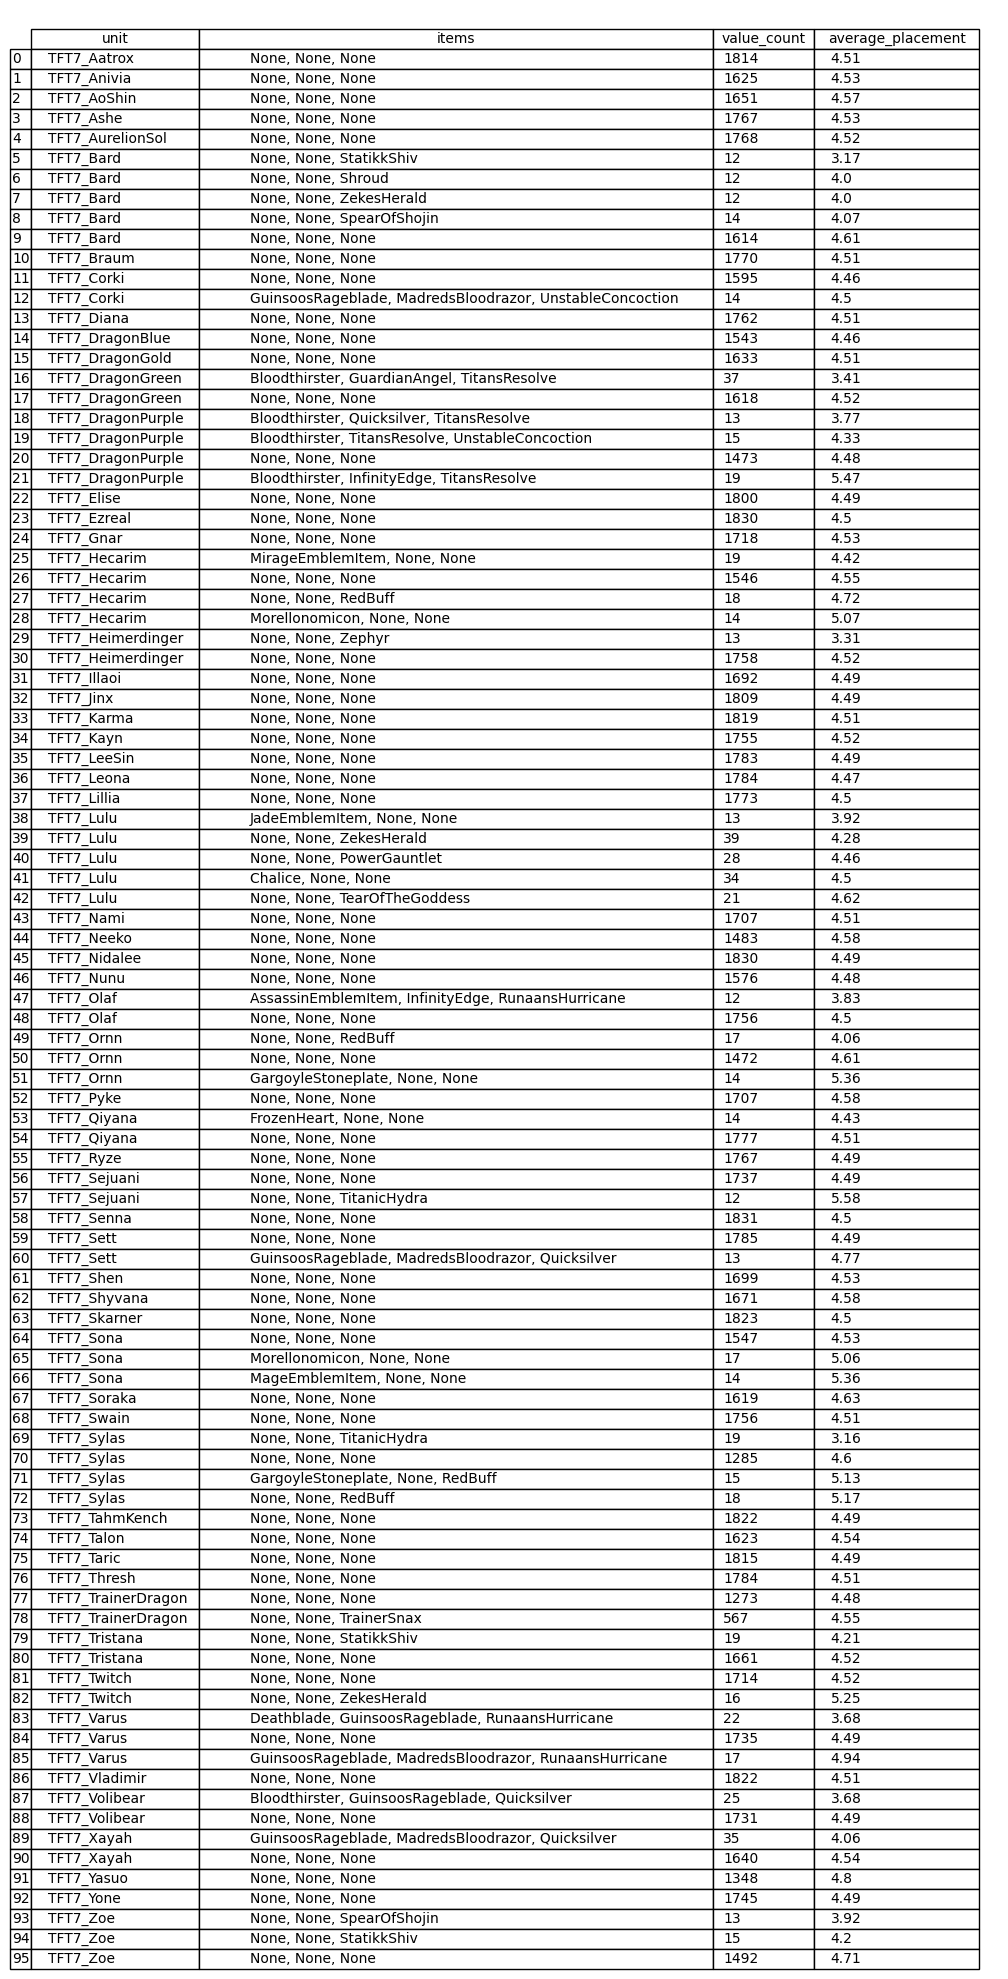 unit items value_count average_placement
0 TFT7_Aatrox None, None, None 1814 4.51
1 TFT7_Anivia None, None, None 1625 4.53
2 TFT7_AoShin None, None, None 1651 4.57
3 TFT7_Ashe None, None, None 1767 4.53
4 TFT7_AurelionSol None, None, None 1768 4.52
5 TFT7_Bard None, None, StatikkShiv 12 3.17
6 TFT7_Bard None, None, Shroud 12 4.0
7 TFT7_Bard None, None, ZekesHerald 12 4.0
8 TFT7_Bard None, None, SpearOfShojin 14 4.07
9 TFT7_Bard None, None, None 1614 4.61
10 TFT7_Braum None, None, None 1770 4.51
11 TFT7_Corki None, None, None 1595 4.46
12 TFT7_Corki GuinsoosRageblade, MadredsBloodrazor, UnstableConcoction 14 4.5
13 TFT7_Diana None, None, None 1762 4.51
14 TFT7_DragonBlue None, None, None 1543 4.46
15 TFT7_DragonGold None, None, None 1633 4.51
16 TFT7_DragonGreen Bloodthirster, GuardianAngel, TitansResolve 37 3.41
17 TFT7_DragonGreen None, None, None 1618 4.52
18 TFT7_DragonPurple Bloodthirster, Quicksilver, TitansResolve 13 3.77
19 TFT7_DragonPurple Bloodthirster, TitansResolve, UnstableConcoction 15 4.33
20 TFT7_DragonPurple None, None, None 1473 4.48
21 TFT7_DragonPurple Bloodthirster, InfinityEdge, TitansResolve 19 5.47
22 TFT7_Elise None, None, None 1800 4.49
23 TFT7_Ezreal None, None, None 1830 4.5
24 TFT7_Gnar None, None, None 1718 4.53
25 TFT7_Hecarim MirageEmblemItem, None, None 19 4.42
26 TFT7_Hecarim None, None, None 1546 4.55
27 TFT7_Hecarim None, None, RedBuff 18 4.72
28 TFT7_Hecarim Morellonomicon, None, None 14 5.07
29 TFT7_Heimerdinger None, None, Zephyr 13 3.31
30 TFT7_Heimerdinger None, None, None 1758 4.52
31 TFT7_Illaoi None, None, None 1692 4.49
32 TFT7_Jinx None, None, None 1809 4.49
33 TFT7_Karma None, None, None 1819 4.51
34 TFT7_Kayn None, None, None 1755 4.52
35 TFT7_LeeSin None, None, None 1783 4.49
36 TFT7_Leona None, None, None 1784 4.47
37 TFT7_Lillia None, None, None 1773 4.5
38 TFT7_Lulu JadeEmblemItem, None, None 13 3.92
39 TFT7_Lulu None, None, ZekesHerald 39 4.28
40 TFT7_Lulu None, None, PowerGauntlet 28 4.46
41 TFT7_Lulu Chalice, None, None 34 4.5
42 TFT7_Lulu None, None, TearOfTheGoddess 21 4.62
43 TFT7_Nami None, None, None 1707 4.51
44 TFT7_Neeko None, None, None 1483 4.58
45 TFT7_Nidalee None, None, None 1830 4.49
46 TFT7_Nunu None, None, None 1576 4.48
47 TFT7_Olaf AssassinEmblemItem, InfinityEdge, RunaansHurricane 12 3.83
48 TFT7_Olaf None, None, None 1756 4.5
49 TFT7_Ornn None, None, RedBuff 17 4.06
50 TFT7_Ornn None, None, None 1472 4.61
51 TFT7_Ornn GargoyleStoneplate, None, None 14 5.36
52 TFT7_Pyke None, None, None 1707 4.58
53 TFT7_Qiyana FrozenHeart, None, None 14 4.43
54 TFT7_Qiyana None, None, None 1777 4.51
55 TFT7_Ryze None, None, None 1767 4.49
56 TFT7_Sejuani None, None, None 1737 4.49
57 TFT7_Sejuani None, None, TitanicHydra 12 5.58
58 TFT7_Senna None, None, None 1831 4.5
59 TFT7_Sett None, None, None 1785 4.49
60 TFT7_Sett GuinsoosRageblade, MadredsBloodrazor, Quicksilver 13 4.77
61 TFT7_Shen None, None, None 1699 4.53
62 TFT7_Shyvana None, None, None 1671 4.58
63 TFT7_Skarner None, None, None 1823 4.5
64 TFT7_Sona None, None, None 1547 4.53
65 TFT7_Sona Morellonomicon, None, None 17 5.06
66 TFT7_Sona MageEmblemItem, None, None 14 5.36
67 TFT7_Soraka None, None, None 1619 4.63
68 TFT7_Swain None, None, None 1756 4.51
69 TFT7_Sylas None, None, TitanicHydra 19 3.16
70 TFT7_Sylas None, None, None 1285 4.6
71 TFT7_Sylas GargoyleStoneplate, None, RedBuff 15 5.13
72 TFT7_Sylas None, None, RedBuff 18 5.17
73 TFT7_TahmKench None, None, None 1822 4.49
74 TFT7_Talon None, None, None 1623 4.54
75 TFT7_Taric None, None, None 1815 4.49
76 TFT7_Thresh None, None, None 1784 4.51
77 TFT7_TrainerDragon None, None, None 1273 4.48
78 TFT7_TrainerDragon None, None, TrainerSnax 567 4.55
79 TFT7_Tristana None, None, StatikkShiv 19 4.21
80 TFT7_Tristana None, None, None 1661 4.52
81 TFT7_Twitch None, None, None 1714 4.52
82 TFT7_Twitch None, None, ZekesHerald 16 5.25
83 TFT7_Varus Deathblade, GuinsoosRageblade, RunaansHurricane 22 3.68
84 TFT7_Varus None, None, None 1735 4.49
85 TFT7_Varus GuinsoosRageblade, MadredsBloodrazor, RunaansHurricane 17 4.94
86 TFT7_Vladimir None, None, None 1822 4.51
87 TFT7_Volibear Bloodthirster, GuinsoosRageblade, Quicksilver 25 3.68
88 TFT7_Volibear None, None, None 1731 4.49
89 TFT7_Xayah GuinsoosRageblade, MadredsBloodrazor, Quicksilver 35 4.06
90 TFT7_Xayah None, None, None 1640 4.54
91 TFT7_Yasuo None, None, None 1348 4.8
92 TFT7_Yone None, None, None 1745 4.49
93 TFT7_Zoe None, None, SpearOfShojin 13 3.92
94 TFT7_Zoe None, None, StatikkShiv 15 4.2
95 TFT7_Zoe None, None, None 1492 4.71